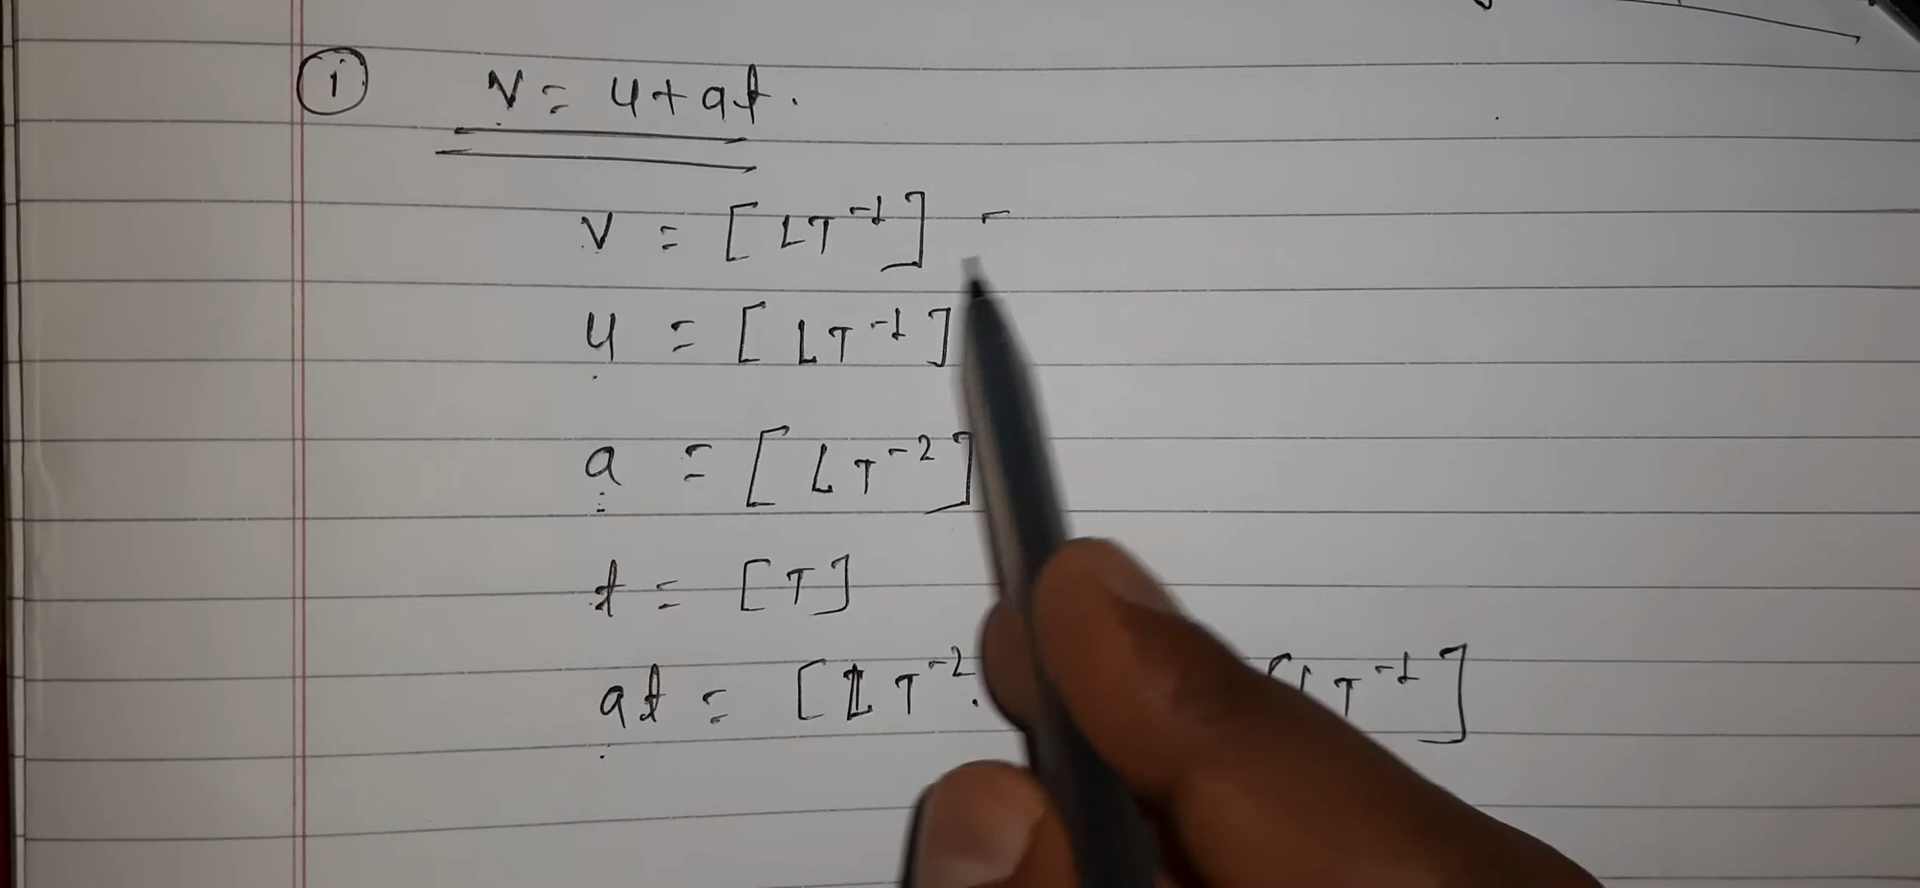 ① v = u + at.
v = [LT⁻¹] -
u = [LT⁻¹]
a = [LT⁻²]
t = [T]
at = [LT⁻². [LT⁻¹]